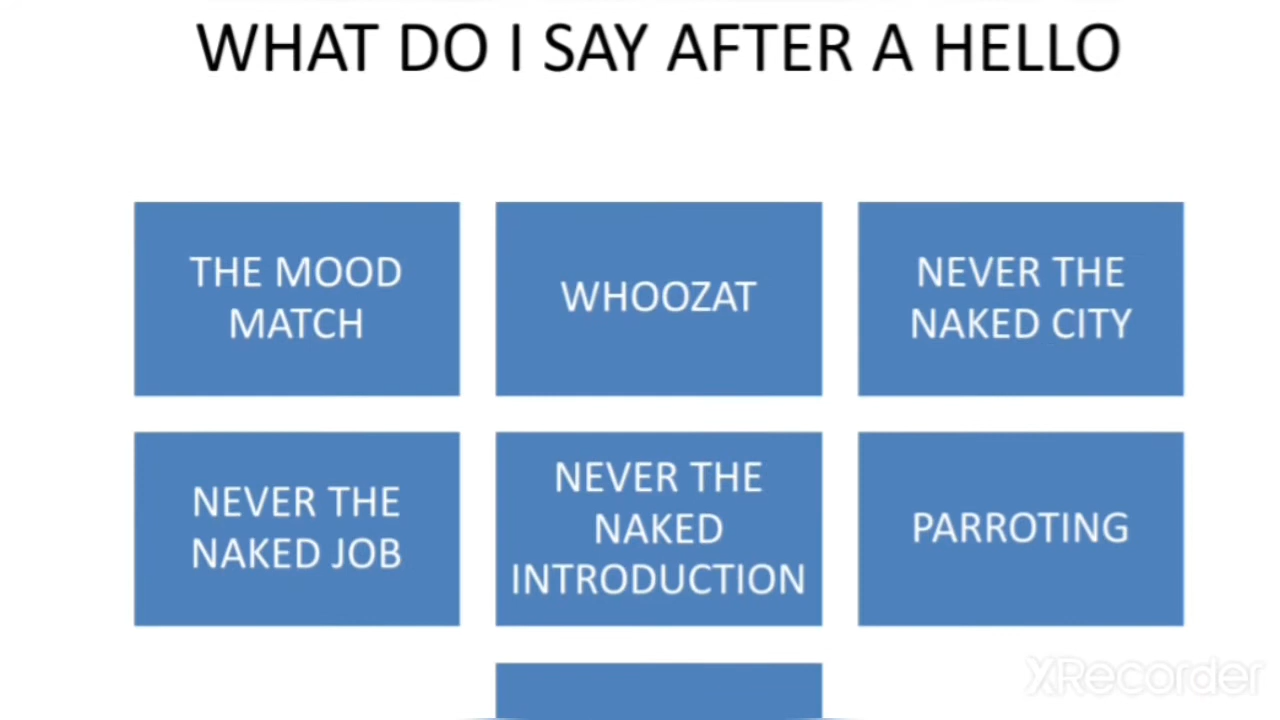 WHAT DO I SAY AFTER A HELLO
THE MOOD
MATCH
WHOOZAT
NEVER THE
NAKED CITY
NEVER THE
NAKED JOB
NEVER THE
NAKED
INTRODUCTION
PARROTING
XRecorder